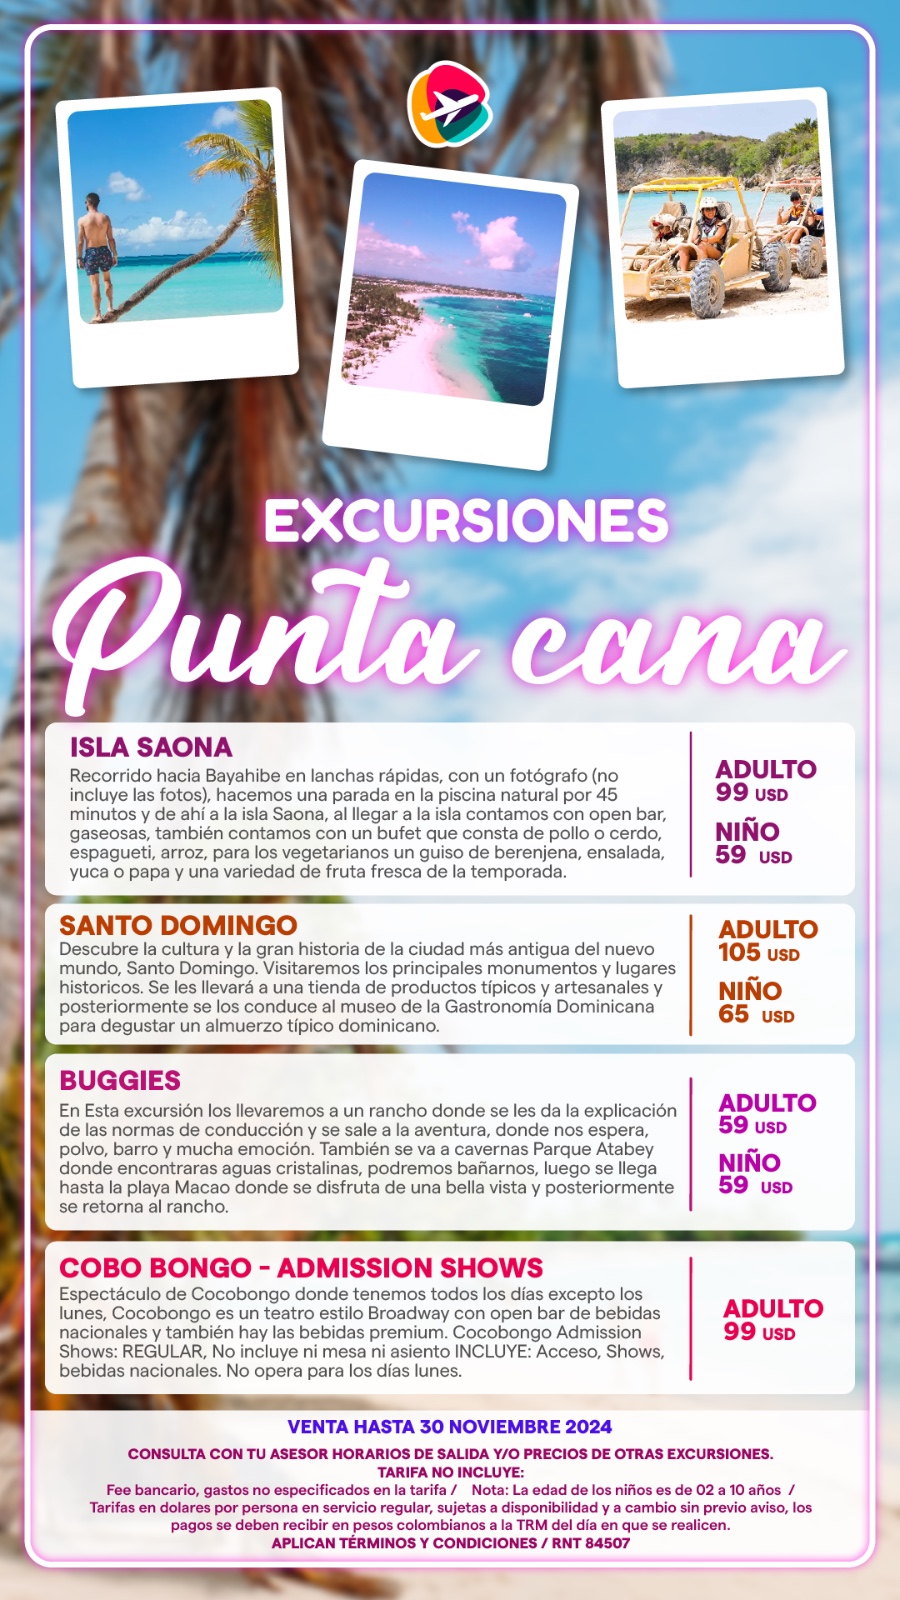 EXCURSIONES
Punta cana
ISLA SAONA
Recorrido hacia Bayahibe en lanchas rápidas, con un fotógrafo (no
incluye las fotos), hacemos una parada en la piscina natural por 45
minutos y de ahí a la isla Saona, al llegar a la isla contamos con open bar,
gaseosas, también contamos con un bufet que consta de pollo o cerdo,
espagueti, arroz, para los vegetarianos un guiso de berenjena, ensalada,
yuca o papa y una variedad de fruta fresca de la temporada.
ADULTO
99 USD
NIÑO
59 USD
SANTO DOMINGO
Descubre la cultura y la gran historia de la ciudad más antigua del nuevo
mundo, Santo Domingo. Visitaremos los principales monumentos y lugares
historicos. Se les llevará a una tienda de productos típicos y artesanales y
posteriormente se los conduce al museo de la Gastronomía Dominicana
para degustar un almuerzo típico dominicano.
ADULTO
105 USD
NIÑO
65 USD
BUGGIES
En Esta excursión los llevaremos a un rancho donde se les da la explicación
de las normas de conducción y se sale a la aventura, donde nos espera,
polvo, barro y mucha emoción. También se va a cavernas Parque Atabey
donde encontraras aguas cristalinas, podremos bañarnos, luego se llega
hasta la playa Macao donde se disfruta de una bella vista y posteriormente
se retorna al rancho.
ADULTO
59 USD
NIÑO
59 USD
COBO BONGO - ADMISSION SHOWS
Espectáculo de Cocobongo donde tenemos todos los días excepto los
lunes, Cocobongo es un teatro estilo Broadway con open bar de bebidas
nacionales y también hay las bebidas premium. Cocobongo Admission
Shows: REGULAR, No incluye ni mesa ni asiento INCLUYE: Acceso, Shows,
bebidas nacionales. No opera para los días lunes.
ADULTO
99 USD
VENTA HASTA 30 NOVIEMBRE 2024
CONSULTA CON TU ASESOR HORARIOS DE SALIDA Y/O PRECIOS DE OTRAS EXCURSIONES.
TARIFA NO INCLUYE:
Fee bancario, gastos no especificados en la tarifa / Nota: La edad de los niños es de 02 a 10 años /
Tarifas en dolares por persona en servicio regular, sujetas a disponibilidad y a cambio sin previo aviso, los
pagos se deben recibir en pesos colombianos a la TRM del día en que se realicen.
APLICAN TÉRMINOS Y CONDICIONES / RNT 84507